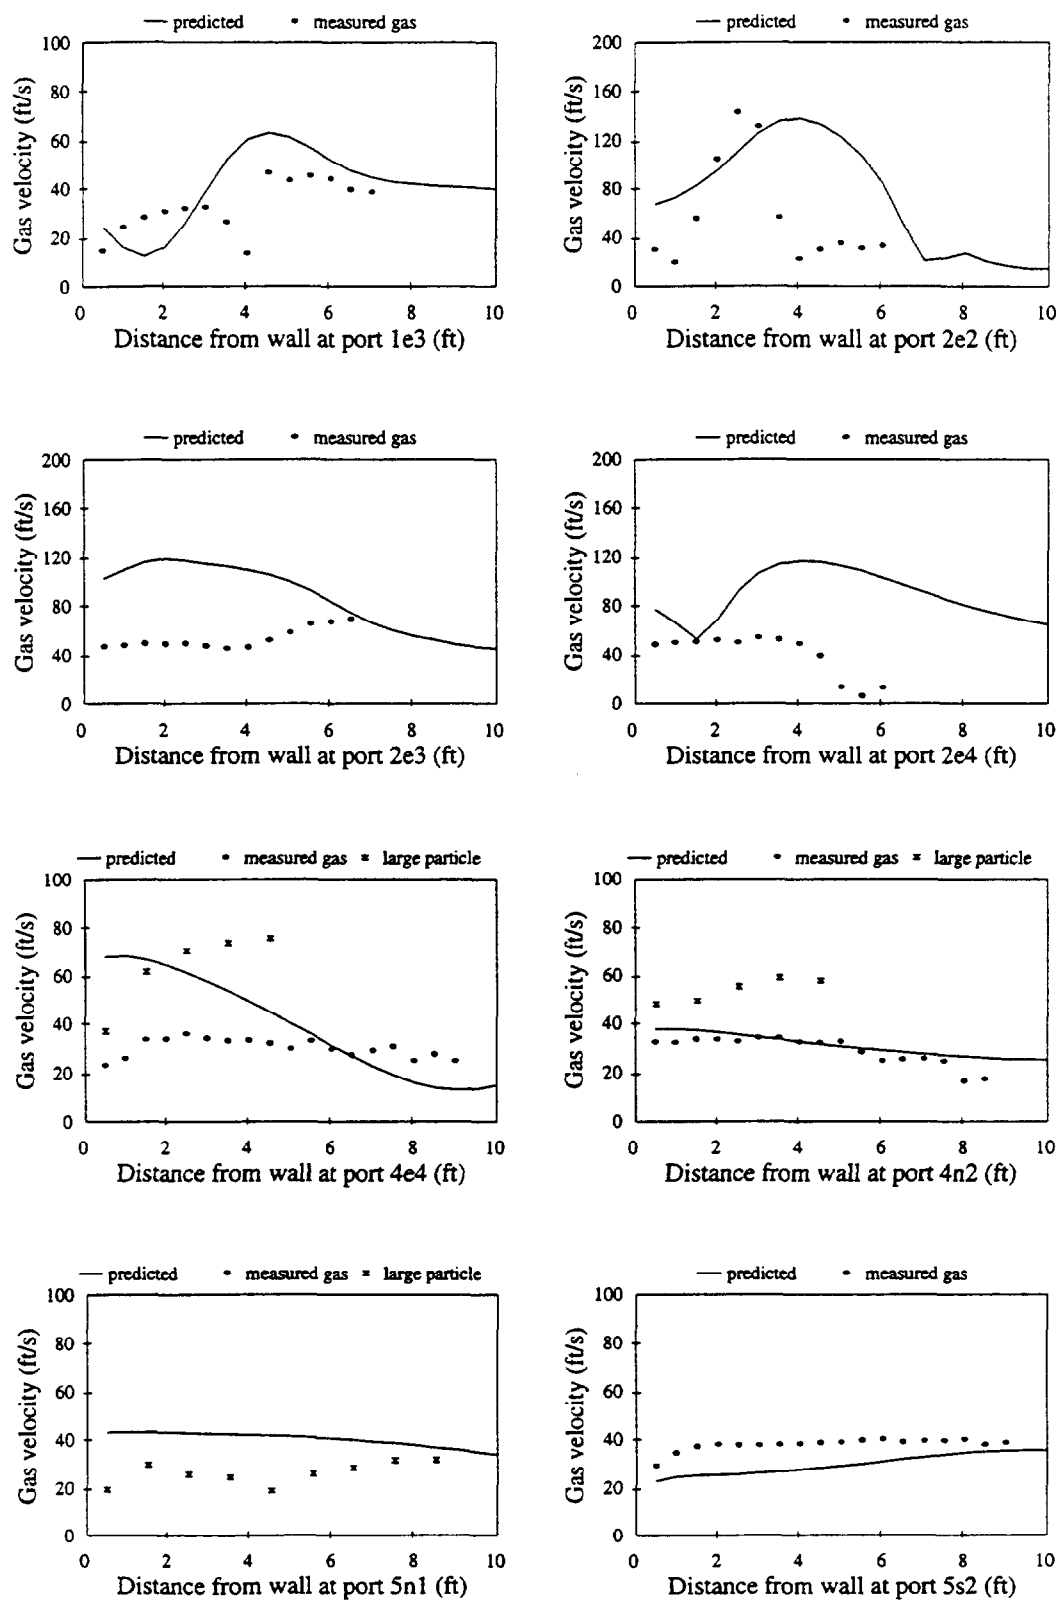 predicted measured gas
Gas velocity (ft/s)
100
80
60
40
20
0
0 2 4 6 8 10
Distance from wall at port 1e3 (ft)
predicted measured gas
Gas velocity (ft/s)
200
160
120
80
40
0
0 2 4 6 8 10
Distance from wall at port 2e2 (ft)
predicted measured gas
Gas velocity (ft/s)
200
160
120
80
40
0
0 2 4 6 8 10
Distance from wall at port 2e3 (ft)
predicted measured gas
Gas velocity (ft/s)
200
160
120
80
40
0
0 2 4 6 8 10
Distance from wall at port 2e4 (ft)
predicted measured gas large particle
Gas velocity (ft/s)
100
80
60
40
20
0
0 2 4 6 8 10
Distance from wall at port 4e4 (ft)
predicted measured gas large particle
Gas velocity (ft/s)
100
80
60
40
20
0
0 2 4 6 8 10
Distance from wall at port 4n2 (ft)
predicted measured gas large particle
Gas velocity (ft/s)
100
80
60
40
20
0
0 2 4 6 8 10
Distance from wall at port 5n1 (ft)
predicted measured gas
Gas velocity (ft/s)
100
80
60
40
20
0
0 2 4 6 8 10
Distance from wall at port 5s2 (ft)